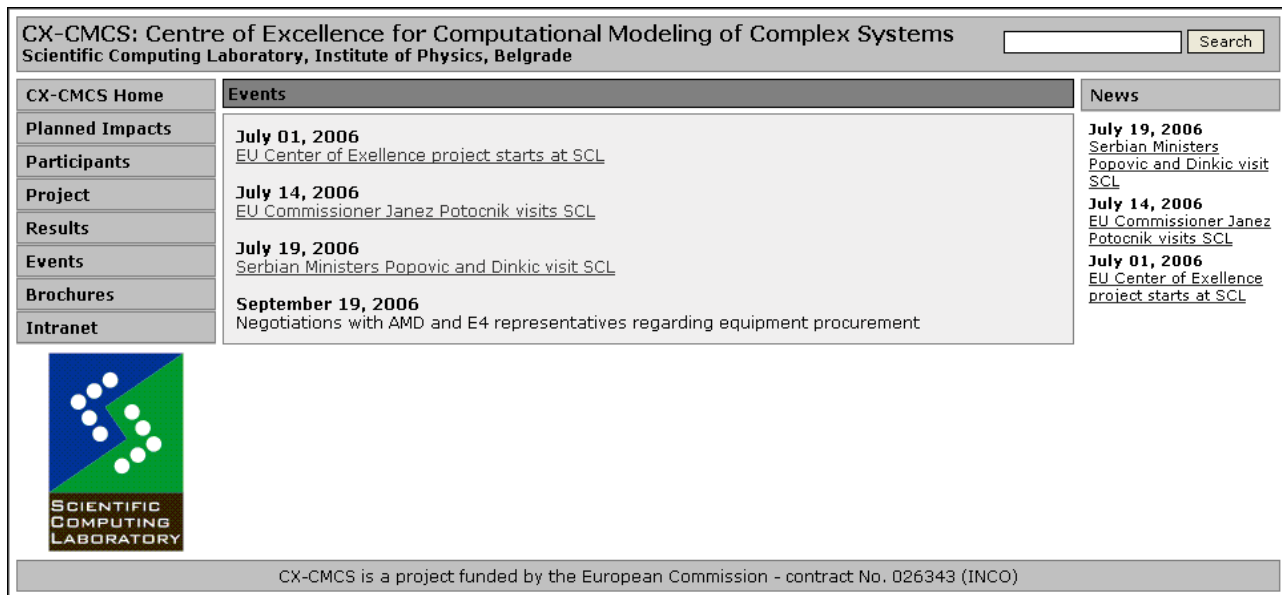 CX-CMCS: Centre of Excellence for Computational Modeling of Complex Systems
Scientific Computing Laboratory, Institute of Physics, Belgrade
Search
CX-CMCS Home
Planned Impacts
Participants
Project
Results
Events
Brochures
Intranet
Events
July 01, 2006
EU Center of Exellence project starts at SCL
July 14, 2006
EU Commissioner Janez Potocnik visits SCL
July 19, 2006
Serbian Ministers Popovic and Dinkic visit SCL
September 19, 2006
Negotiations with AMD and E4 representatives regarding equipment procurement
News
July 19, 2006
Serbian Ministers
Popovic and Dinkic visit
SCL
July 14, 2006
EU Commissioner Janez
Potocnik visits SCL
July 01, 2006
EU Center of Exellence
project starts at SCL
SCIENTIFIC
COMPUTING
LABORATORY
CX-CMCS is a project funded by the European Commission - contract No. 026343 (INCO)